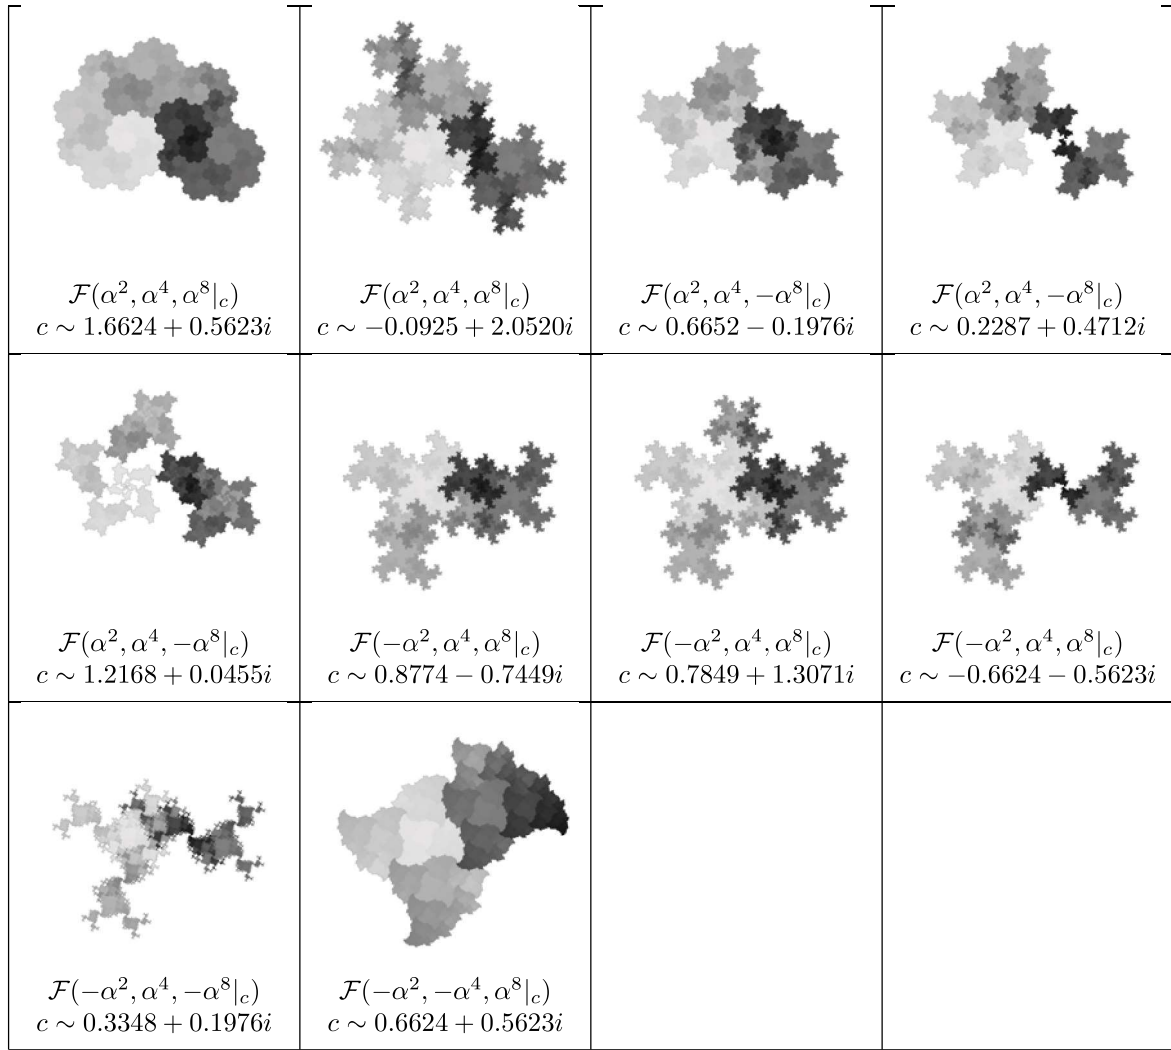 F(α², α⁴, α⁸|_c)
c ∼ 1.6624 + 0.5623i
F(α², α⁴, α⁸|_c)
c ∼ −0.0925 + 2.0520i
F(α², α⁴, −α⁸|_c)
c ∼ 0.6652 − 0.1976i
F(α², α⁴, −α⁸|_c)
c ∼ 0.2287 + 0.4712i
F(α², α⁴, −α⁸|_c)
c ∼ 1.2168 + 0.0455i
F(−α², α⁴, α⁸|_c)
c ∼ 0.8774 − 0.7449i
F(−α², α⁴, α⁸|_c)
c ∼ 0.7849 + 1.3071i
F(−α², α⁴, α⁸|_c)
c ∼ −0.6624 − 0.5623i
F(−α², α⁴, −α⁸|_c)
c ∼ 0.3348 + 0.1976i
F(−α², −α⁴, α⁸|_c)
c ∼ 0.6624 + 0.5623i